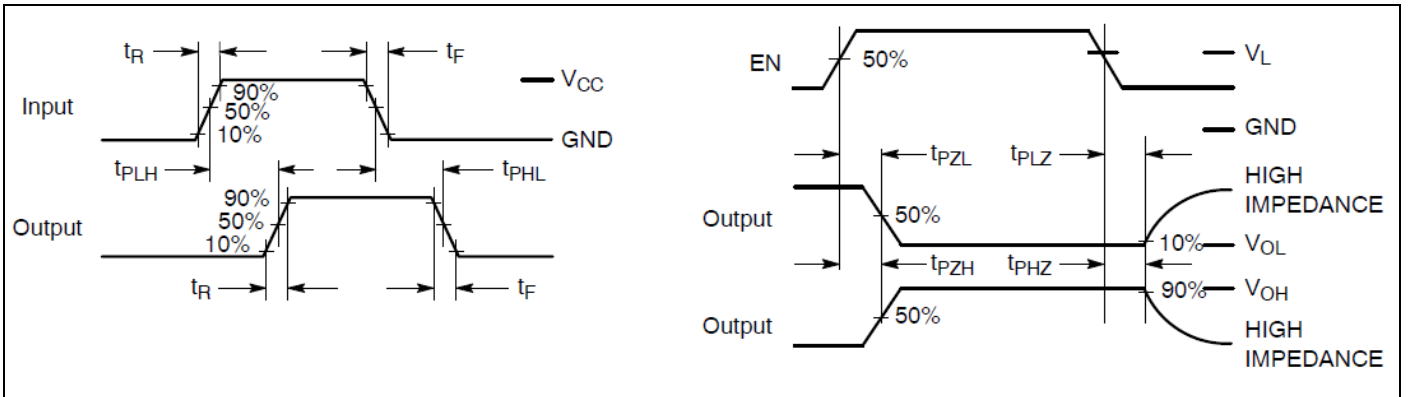 tR
tF
Input
90%
50%
10%
VCC
GND
tPLH
tPHL
Output
90%
50%
10%
tR
tF
EN
50%
VL
GND
tPZL
tPLZ
HIGH
IMPEDANCE
Output
50%
10%
VOL
tPZH
tPHZ
90%
VOH
Output
50%
HIGH
IMPEDANCE